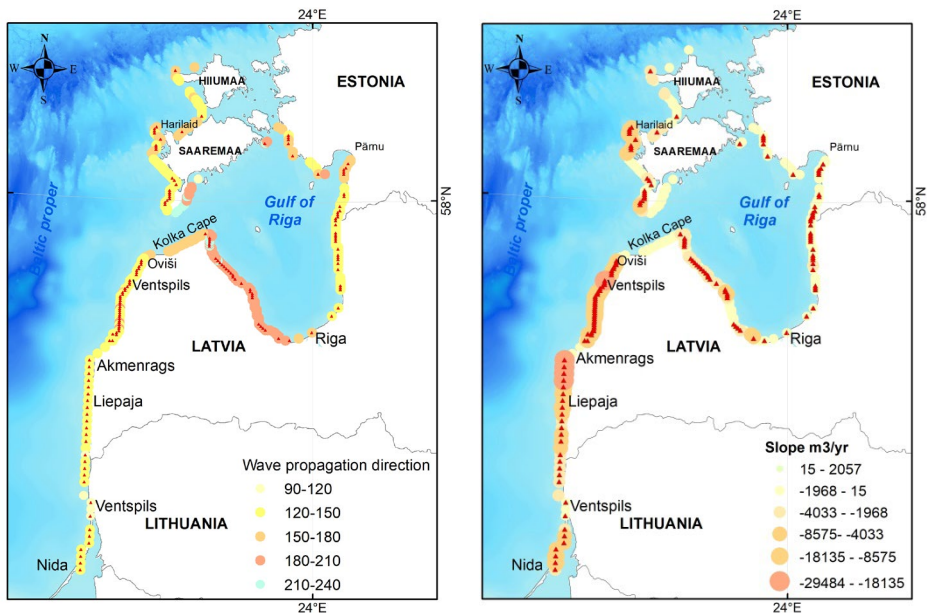 24°E
N
W E
S
HIIUMAA
ESTONIA
Harilaid
SAAREMAA
Pärnu
58°N
Baltic proper
Gulf of
Riga
Kolka Cape
Oviši
Ventspils
LATVIA
Riga
Akmenrags
Liepaja
Wave propagation direction
90-120
120-150
150-180
180-210
210-240
Ventspils
LITHUANIA
Nida
24°E
24°E
N
W E
S
HIIUMAA
ESTONIA
Harilaid
SAAREMAA
Pärnu
58°N
Baltic proper
Gulf of
Riga
Kolka Cape
Oviši
Ventspils
LATVIA
Riga
Akmenrags
Liepaja
Slope m3/yr
15 - 2057
-1968 - 15
-4033 - -1968
-8575- -4033
-18135 - -8575
-29484 - -18135
Ventspils
LITHUANIA
Nida
24°E